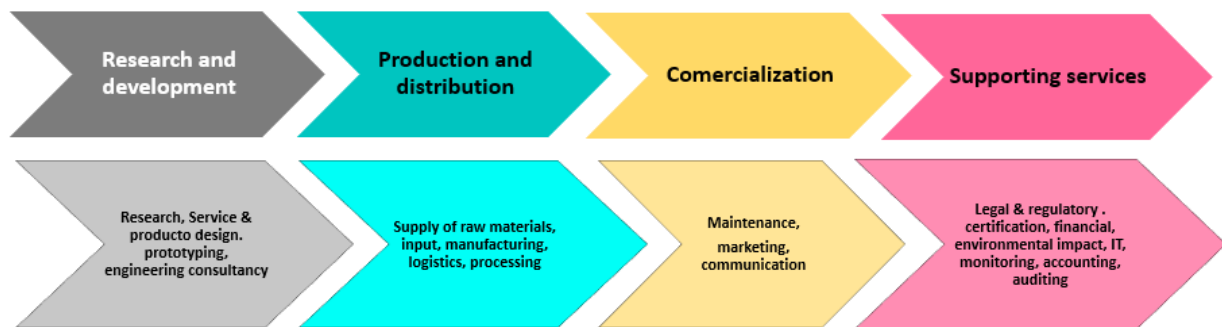 Research and
development
Production and
distribution
Comercialization
Supporting services
Research, Service &
producto design.
prototyping,
engineering consultancy
Supply of raw materials,
input, manufacturing,
logistics, processing
Maintenance,
marketing,
communication
Legal & regulatory .
certification, financial,
environmental impact, IT,
monitoring, accounting,
auditing